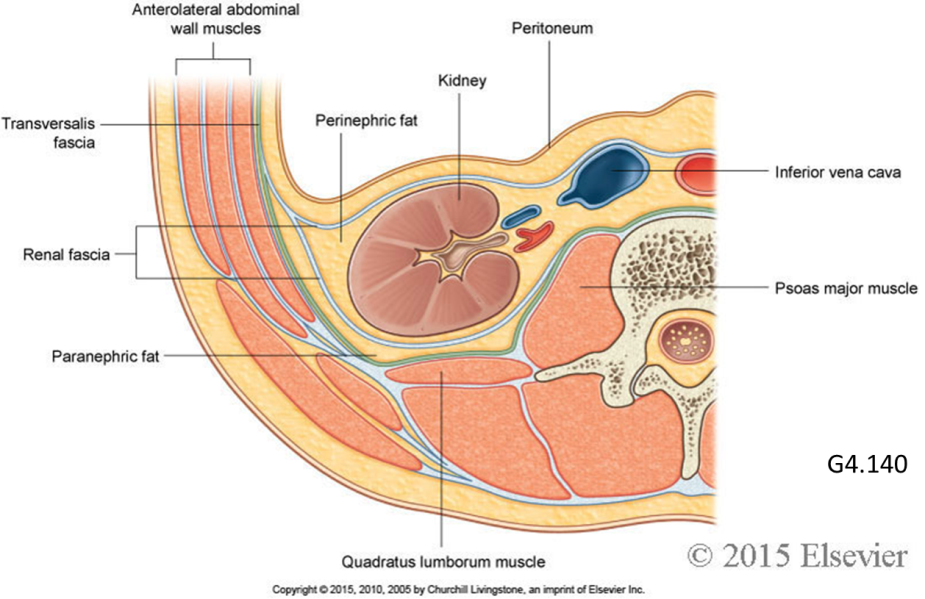 Anterolateral abdominal
wall muscles
Peritoneum
Kidney
Transversalis
fascia
Perinephric fat
Inferior vena cava
Renal fascia
Psoas major muscle
Paranephric fat
G4.140
Quadratus lumborum muscle
© 2015 Elsevier
Copyright © 2015, 2010, 2005 by Churchill Livingstone, an imprint of Elsevier Inc.